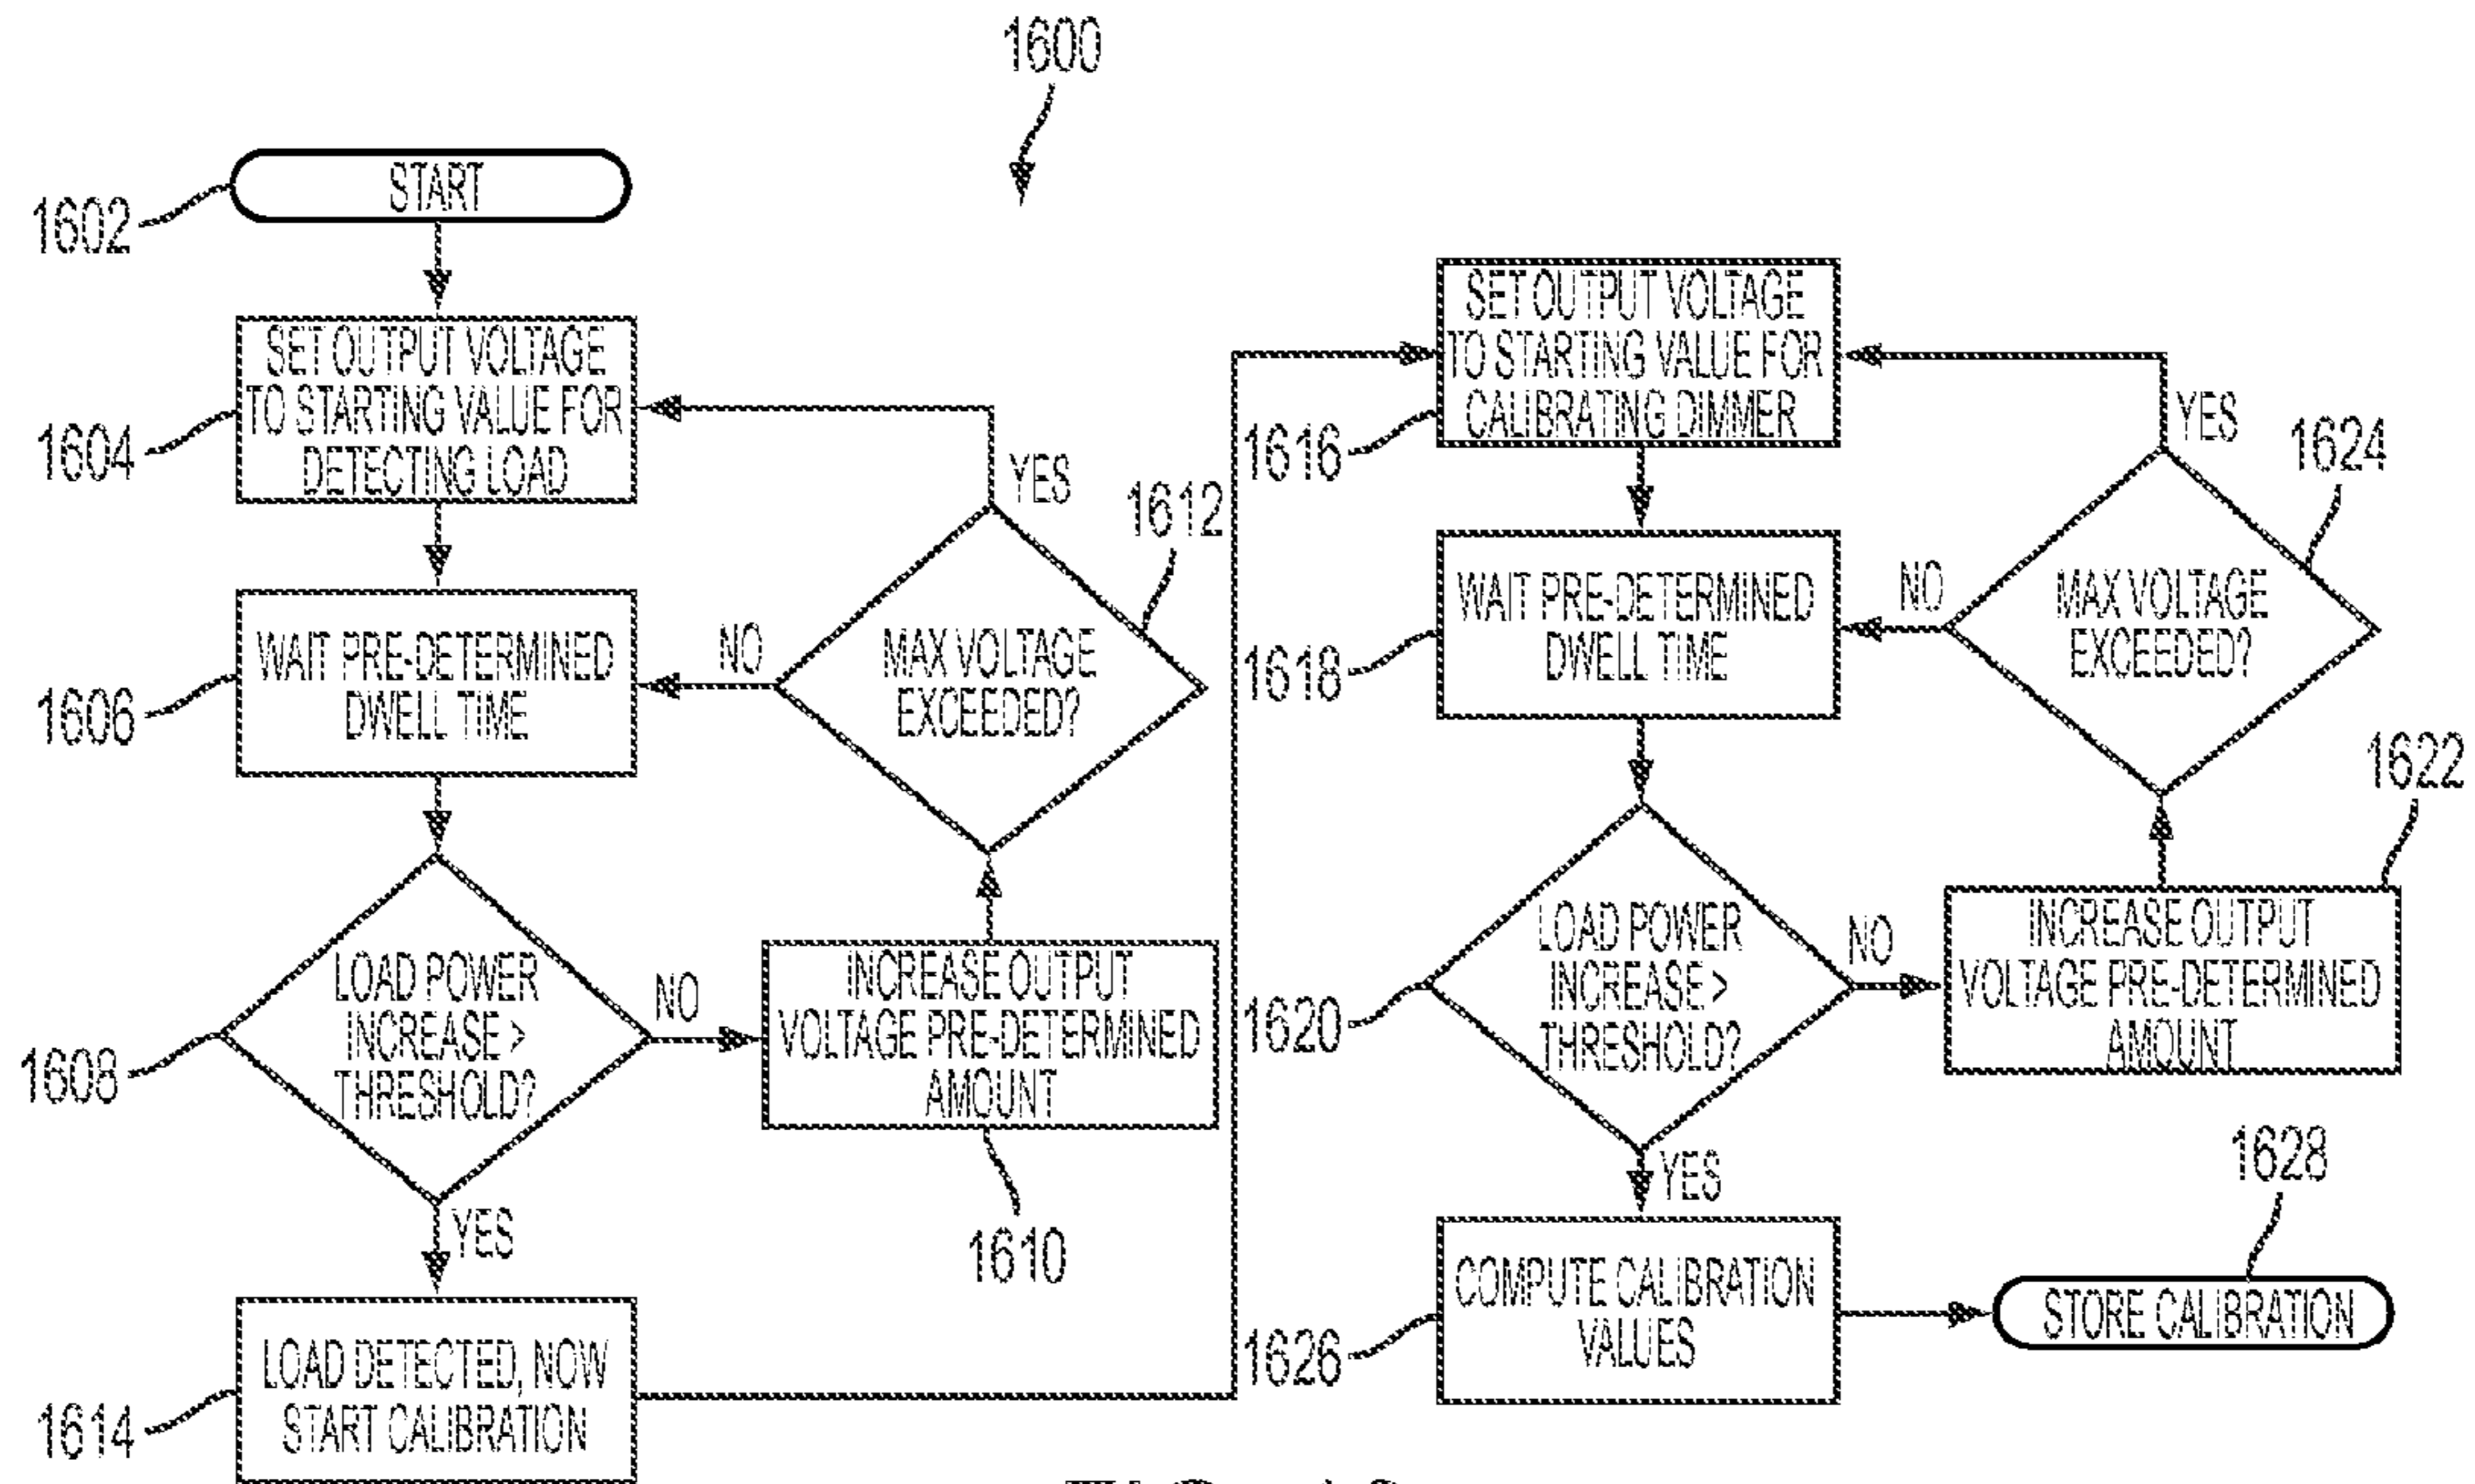 1600
START
1602
SET OUTPUT VOLTAGE
TO STARTING VALUE FOR
DETECTING LOAD
1604
YES
1612
WAIT PRE-DETERMINED
DWELL TIME
1606
NO
MAX VOLTAGE
EXCEEDED?
LOAD POWER
INCREASE >
THRESHOLD?
1608
NO
INCREASE OUTPUT
VOLTAGE PRE-DETERMINED
AMOUNT
1610
YES
LOAD DETECTED, NOW
START CALIBRATION
1614
SET OUTPUT VOLTAGE
TO STARTING VALUE FOR
CALIBRATING DIMMER
1616
YES
1624
WAIT PRE-DETERMINED
DWELL TIME
1618
NO
MAX VOLTAGE
EXCEEDED?
1622
LOAD POWER
INCREASE >
THRESHOLD?
1620
NO
INCREASE OUTPUT
VOLTAGE PRE-DETERMINED
AMOUNT
YES
1628
COMPUTE CALIBRATION
VALUES
1626
STORE CALIBRATION